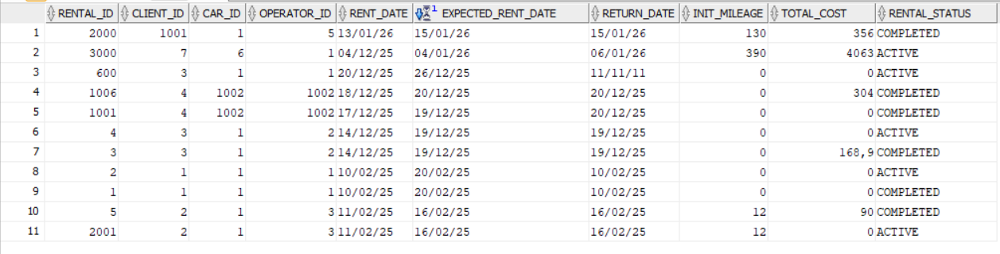 RENTAL_ID CLIENT_ID CAR_ID OPERATOR_ID RENT_DATE 1 EXPECTED_RENT_DATE RETURN_DATE INIT_MILEAGE TOTAL_COST RENTAL_STATUS
1 2000 1001 1 5 13/01/26 15/01/26 15/01/26 130 356 COMPLETED
2 3000 7 6 1 04/12/25 04/01/26 06/01/26 390 4063 ACTIVE
3 600 3 1 1 20/12/25 26/12/25 11/11/11 0 0 ACTIVE
4 1006 4 1002 1002 18/12/25 20/12/25 20/12/25 0 304 COMPLETED
5 1001 4 1002 1002 17/12/25 19/12/25 20/12/25 0 0 COMPLETED
6 4 3 1 2 14/12/25 19/12/25 19/12/25 0 0 ACTIVE
7 3 3 1 2 14/12/25 19/12/25 19/12/25 0 168,9 COMPLETED
8 2 1 1 1 10/02/25 20/02/25 10/02/25 0 0 ACTIVE
9 1 1 1 1 10/02/25 20/02/25 10/02/25 0 0 COMPLETED
10 5 2 1 3 11/02/25 16/02/25 16/02/25 12 90 COMPLETED
11 2001 2 1 3 11/02/25 16/02/25 16/02/25 12 0 ACTIVE